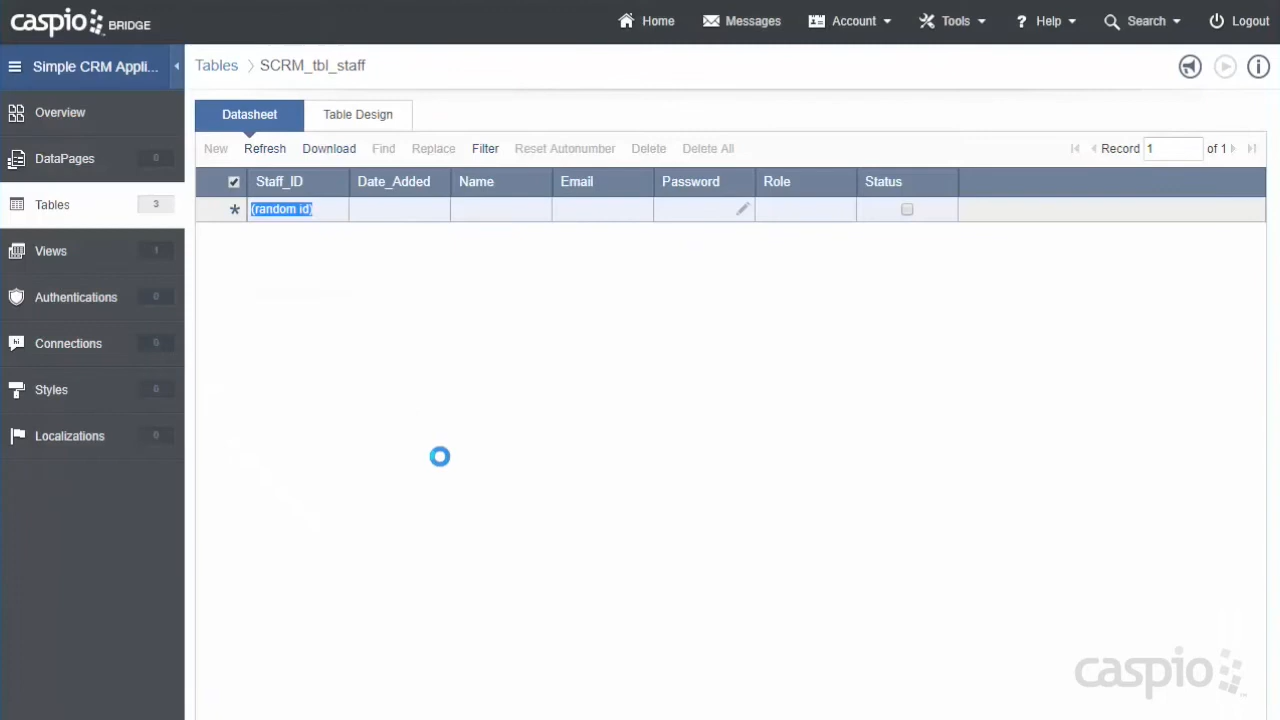 caspio BRIDGE
Home
Messages
Account
Tools
? Help
Search
Logout
Simple CRM Appli...
Tables
SCRM_tbl_staff
Overview
DataPages 0
Tables 3
Views 1
Authentications 0
Connections 0
Styles 0
Localizations 0
Datasheet
Table Design
New Refresh Download Find Replace Filter Reset Autonumber Delete Delete All
Record 1 of 1
Staff_ID Date_Added Name Email Password Role Status
* (random id)
caspio